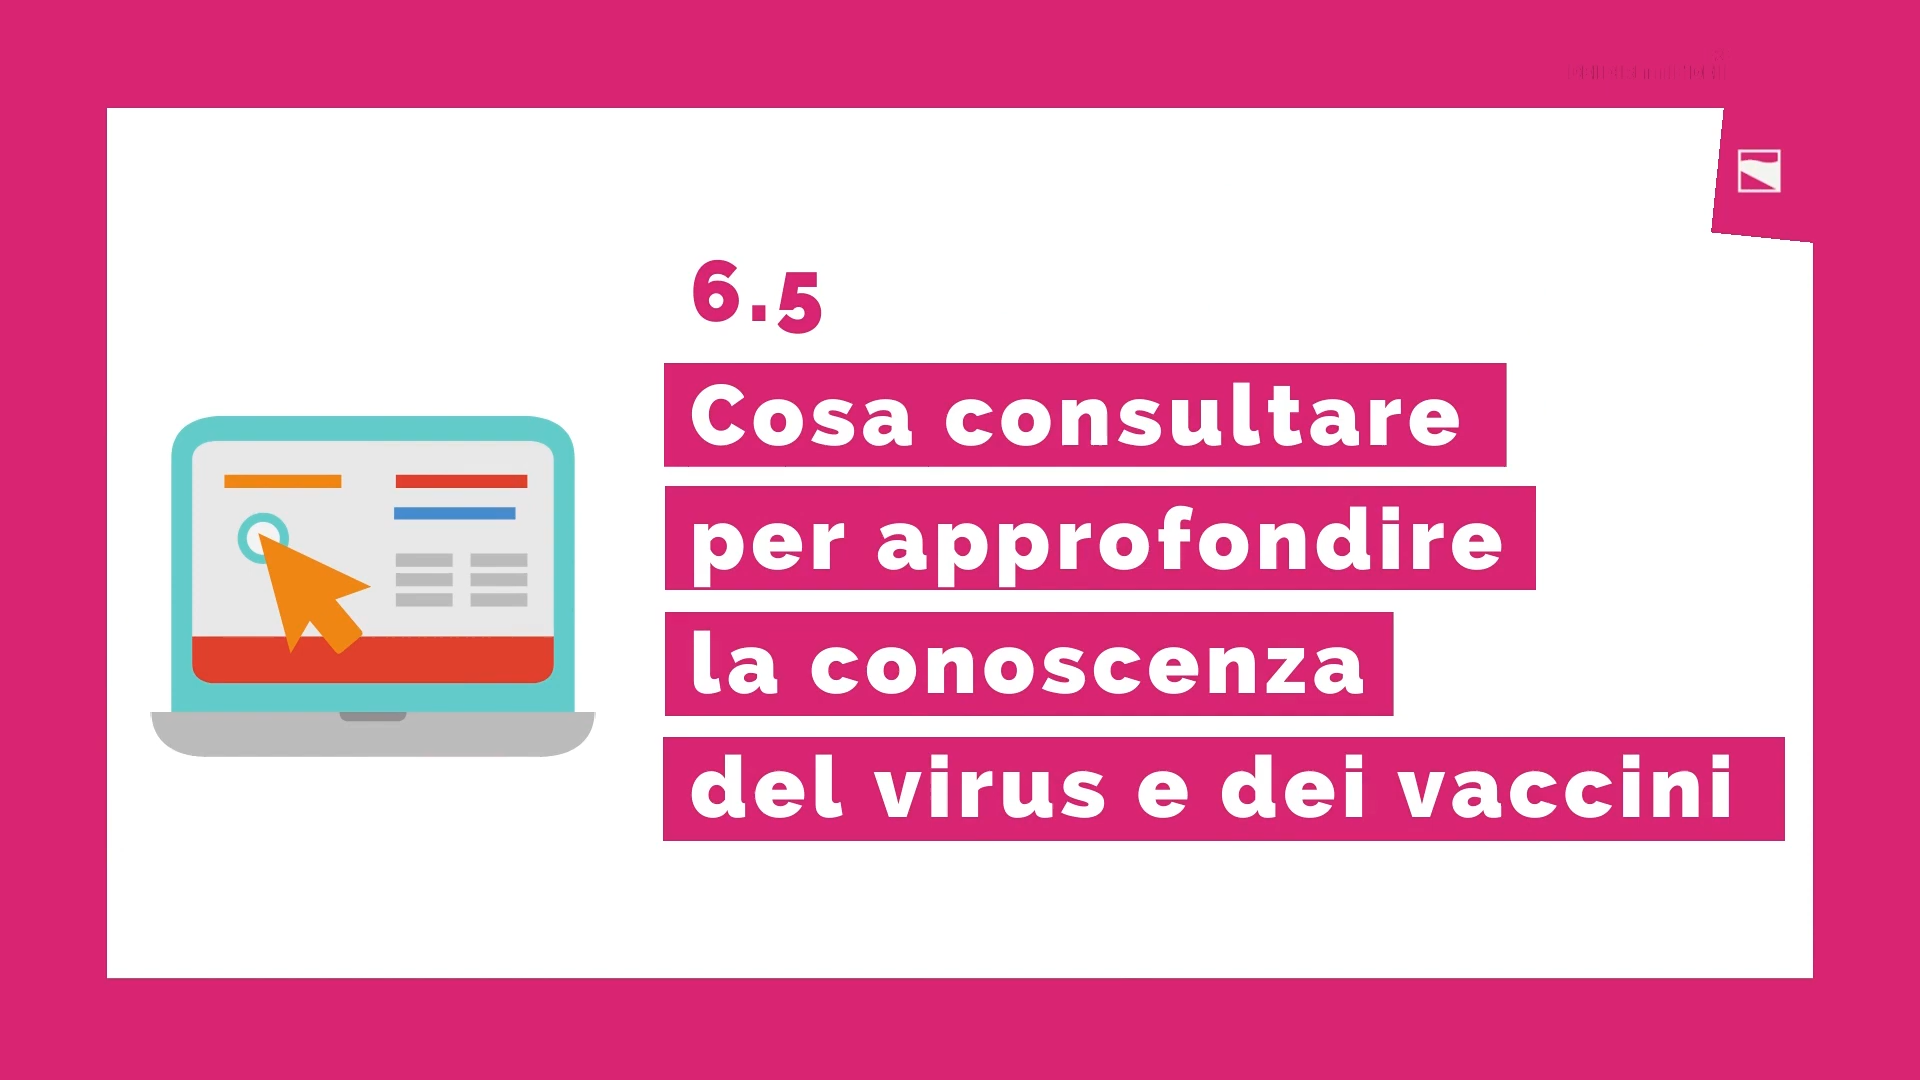 6.5
Cosa consultare
per approfondire
la conoscenza
del virus e dei vaccini